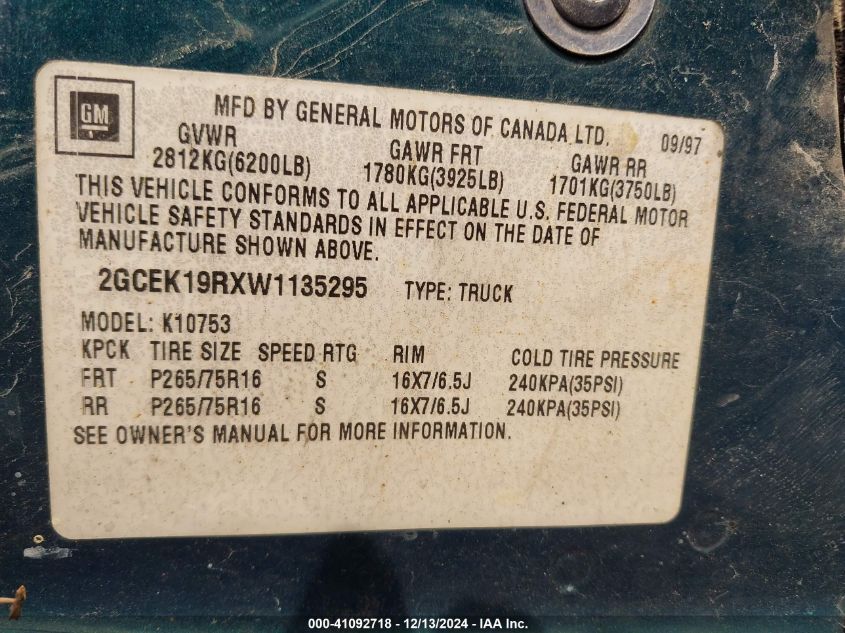 GM
MFD BY GENERAL MOTORS OF CANADA LTD. 09/97
GVWR GAWR FRT GAWR RR
2812KG(6200LB) 1780KG(3925LB) 1701KG(3750LB)
THIS VEHICLE CONFORMS TO ALL APPLICABLE U.S. FEDERAL MOTOR
VEHICLE SAFETY STANDARDS IN EFFECT ON THE DATE OF
MANUFACTURE SHOWN ABOVE.
2GCEK19RXW1135295 TYPE: TRUCK
MODEL: K10753
KPCK TIRE SIZE SPEED RTG RIM COLD TIRE PRESSURE
FRT P265/75R16 S 16X7/6.5J 240KPA(35PSI)
RR P265/75R16 S 16X7/6.5J 240KPA(35PSI)
SEE OWNER'S MANUAL FOR MORE INFORMATION.
000-41092718 - 12/13/2024 - IAA Inc.